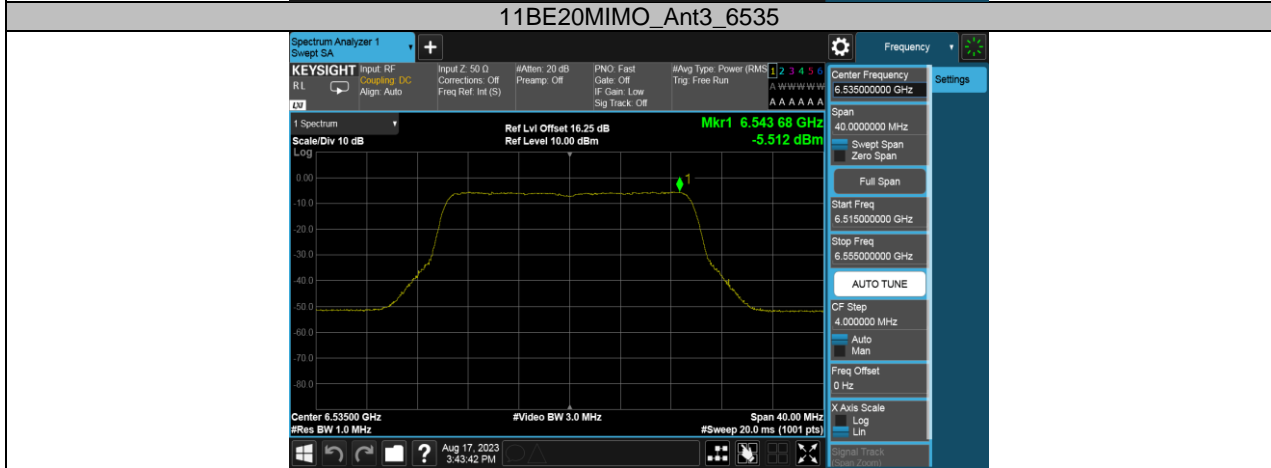 11BE20MIMO_Ant3_6535
Spectrum Analyzer 1
Swept SA
Frequency
KEYSIGHT
RL
LXI
Input: RF
Coupling: DC
Align: Auto
Input Z: 50 Ω
Corrections: Off
Freq Ref: Int (S)
#Atten: 20 dB
Preamp: Off
PNO: Fast
Gate: Off
IF Gain: Low
Sig Track: Off
#Avg Type: Power (RMS
Trig: Free Run
1 2 3 4 5 6
A W W W W W
A A A A A A
Center Frequency
6.535000000 GHz
Settings
Span
40.0000000 MHz
Swept Span
Zero Span
Full Span
Start Freq
6.515000000 GHz
Stop Freq
6.555000000 GHz
AUTO TUNE
CF Step
4.000000 MHz
Auto
Man
Freq Offset
0 Hz
X Axis Scale
Log
Lin
Signal Track
(Span Zoom)
1 Spectrum
Scale/Div 10 dB
Log
Ref Lvl Offset 16.25 dB
Ref Level 10.00 dBm
Mkr1 6.543 68 GHz
-5.512 dBm
1
0.00
-10.0
-20.0
-30.0
-40.0
-50.0
-60.0
-70.0
-80.0
Center 6.53500 GHz
#Res BW 1.0 MHz
#Video BW 3.0 MHz
Span 40.00 MHz
#Sweep 20.0 ms (1001 pts)
?
Aug 17, 2023
3:43:42 PM